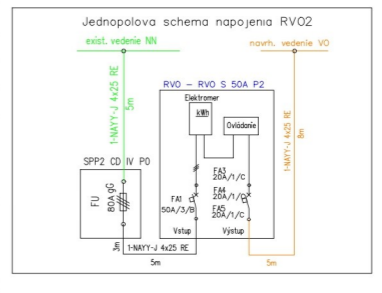 Jednopolova schema napojenia RVO2
exist. vedenie NN
navrh. vedenie VO
1-NAYY-J 4x25 RE
5m
RVO - RVO S 50A P2
Elektromer
kWh
Ovládanie
1-NAYY-J 4x25 RE
8m
SPP2 CD IV P0
FU
80A gG
FA3
20A/1/C
FA1
50A/3/B
FA4
20A/1/C
FA5
20A/1/C
Vstup
Výstup
3m
1-NAYY-J 4x25 RE
5m
5m